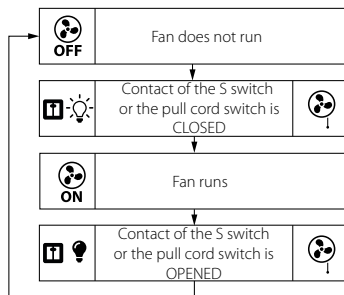 OFF
Fan does not run
Contact of the S switch
or the pull cord switch is
CLOSED
ON
Fan runs
Contact of the S switch
or the pull cord switch is
OPENED